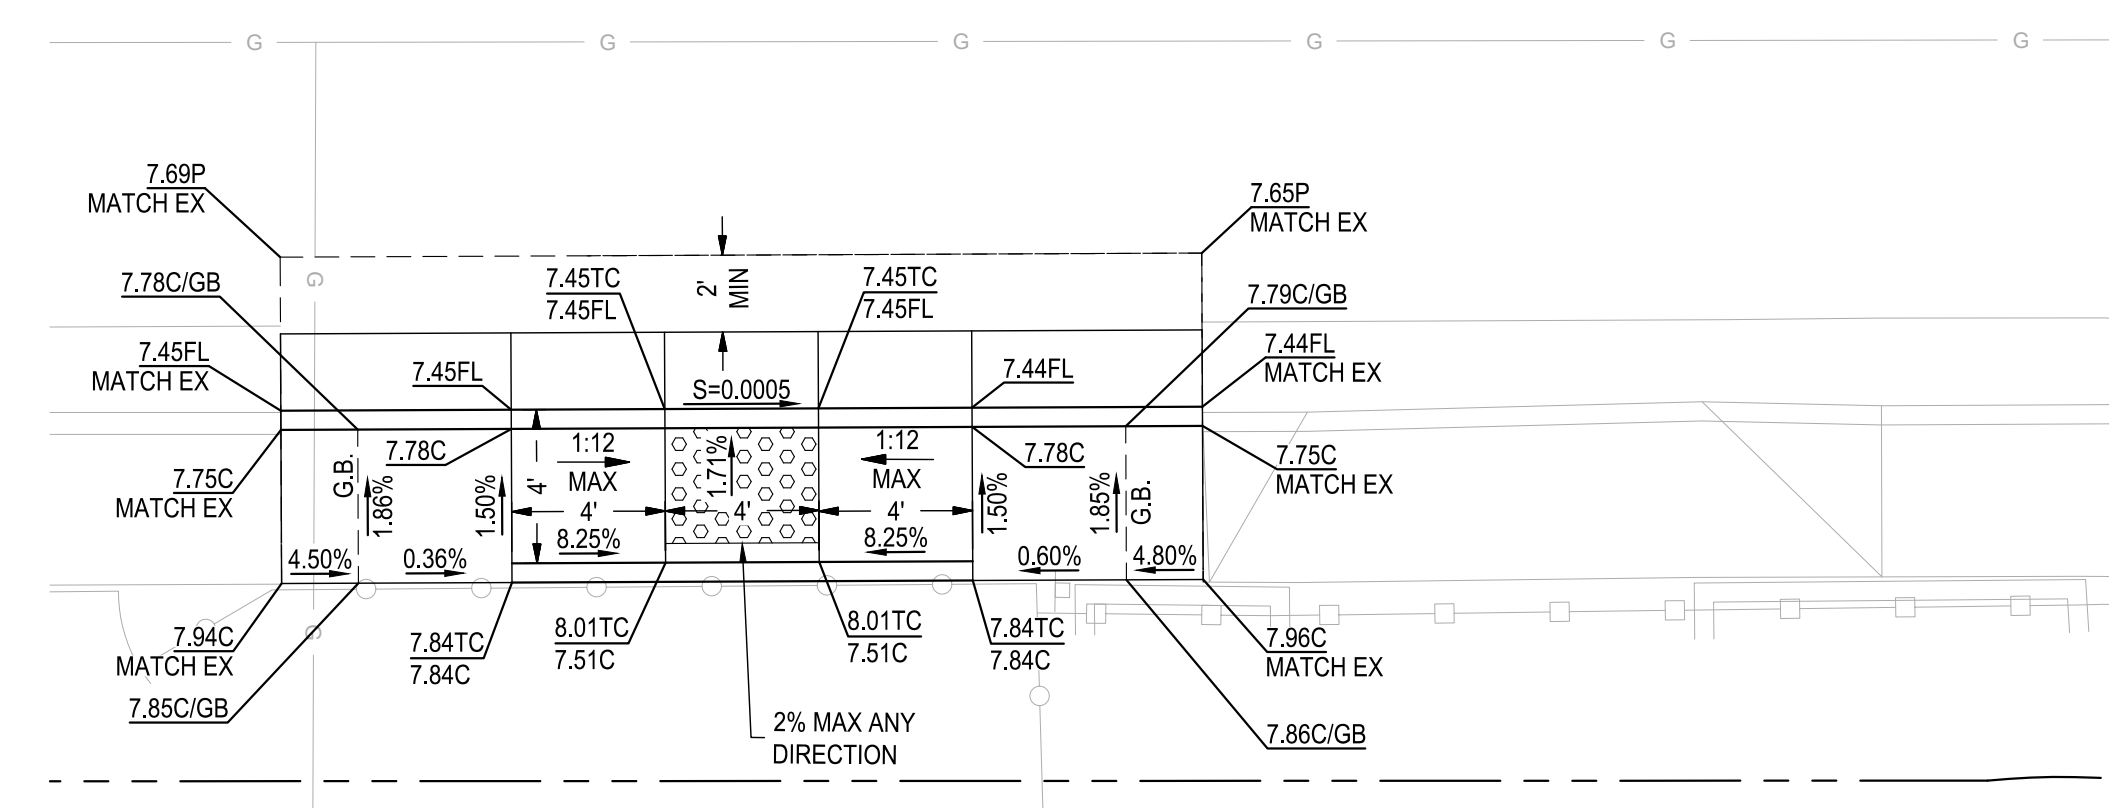 G G G G G G
7.69P
MATCH EX
7.65P
MATCH EX
7.78C/GB
G
7.45TC
7.45FL
2'
MIN
7.45TC
7.45FL
7.79C/GB
7.45FL
MATCH EX
7.45FL
S=0.0005
7.44FL
7.44FL
MATCH EX
7.75C
MATCH EX
G.B.
1.86%
7.78C
1.50%
4'
1:12
MAX
4'
8.25%
1.71%
4'
1:12
MAX
4'
8.25%
7.78C
1.50%
1.85%
G.B.
7.75C
MATCH EX
4.50%
0.36%
0.60%
4.80%
G
7.94C
MATCH EX
7.85C/GB
7.84TC
7.84C
8.01TC
7.51C
8.01TC
7.51C
7.84TC
7.84C
7.96C
MATCH EX
7.86C/GB
2% MAX ANY
DIRECTION